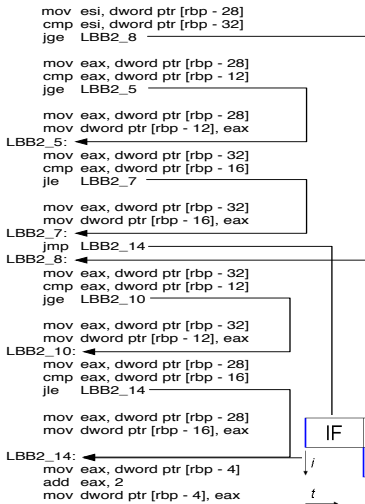 mov esi, dword ptr [rbp - 28]
cmp esi, dword ptr [rbp - 32]
jge LBB2_8
mov eax, dword ptr [rbp - 28]
cmp eax, dword ptr [rbp - 12]
jge LBB2_5
mov eax, dword ptr [rbp - 28]
mov dword ptr [rbp - 12], eax
LBB2_5:
mov eax, dword ptr [rbp - 32]
cmp eax, dword ptr [rbp - 16]
jle LBB2_7
mov eax, dword ptr [rbp - 32]
mov dword ptr [rbp - 16], eax
LBB2_7:
jmp LBB2_14
LBB2_8:
mov eax, dword ptr [rbp - 32]
cmp eax, dword ptr [rbp - 12]
jge LBB2_10
mov eax, dword ptr [rbp - 32]
mov dword ptr [rbp - 12], eax
LBB2_10:
mov eax, dword ptr [rbp - 28]
cmp eax, dword ptr [rbp - 16]
jle LBB2_14
mov eax, dword ptr [rbp - 28]
mov dword ptr [rbp - 16], eax
IF
LBB2_14:
i
mov eax, dword ptr [rbp - 4]
add eax, 2
mov dword ptr [rbp - 4], eax
t